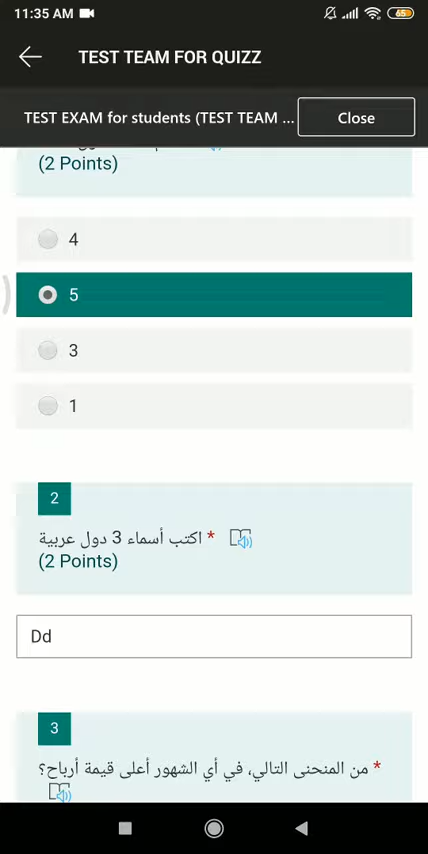 11:35 AM
65
TEST TEAM FOR QUIZZ
TEST EXAM for students (TEST TEAM ...
Close
(2 Points)
4
5
3
1
2
* اكتب أسماء 3 دول عربية
(2 Points)
Dd
3
* من المنحنى التالي، في أي الشهور أعلى قيمة أرباح؟